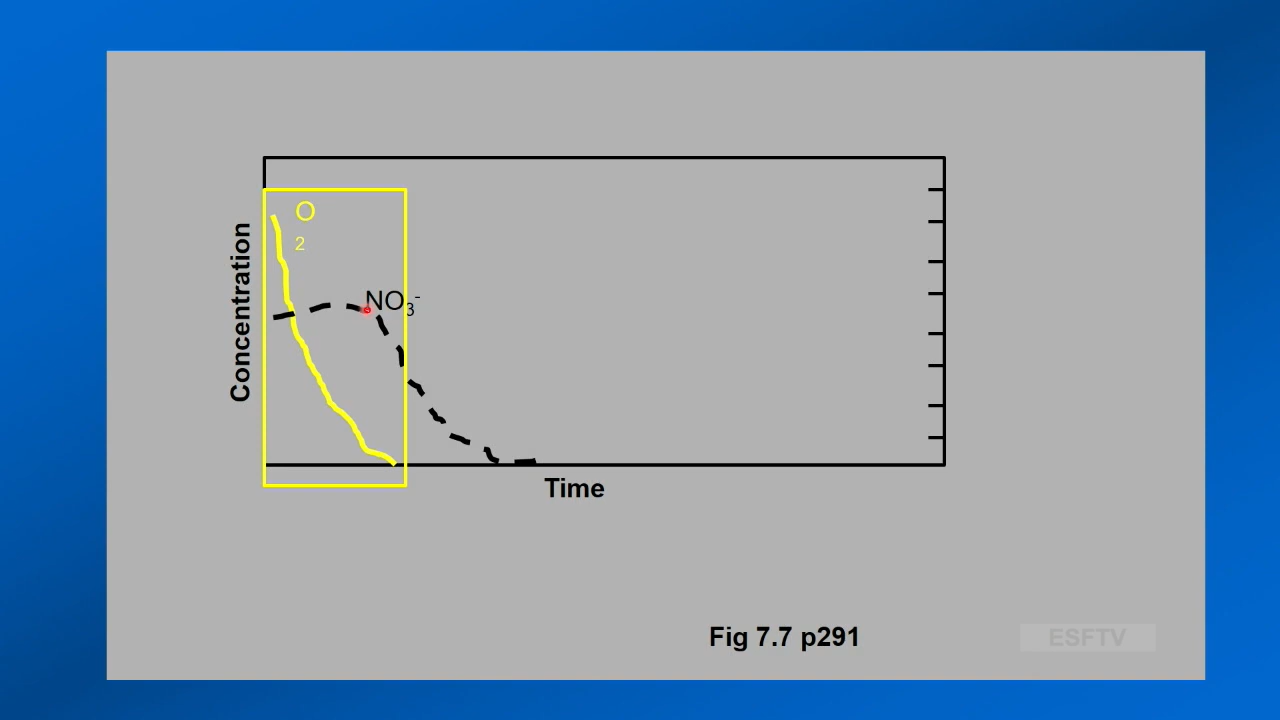 O
2
NO3-
Concentration
Time
Fig 7.7 p291
ESFTV